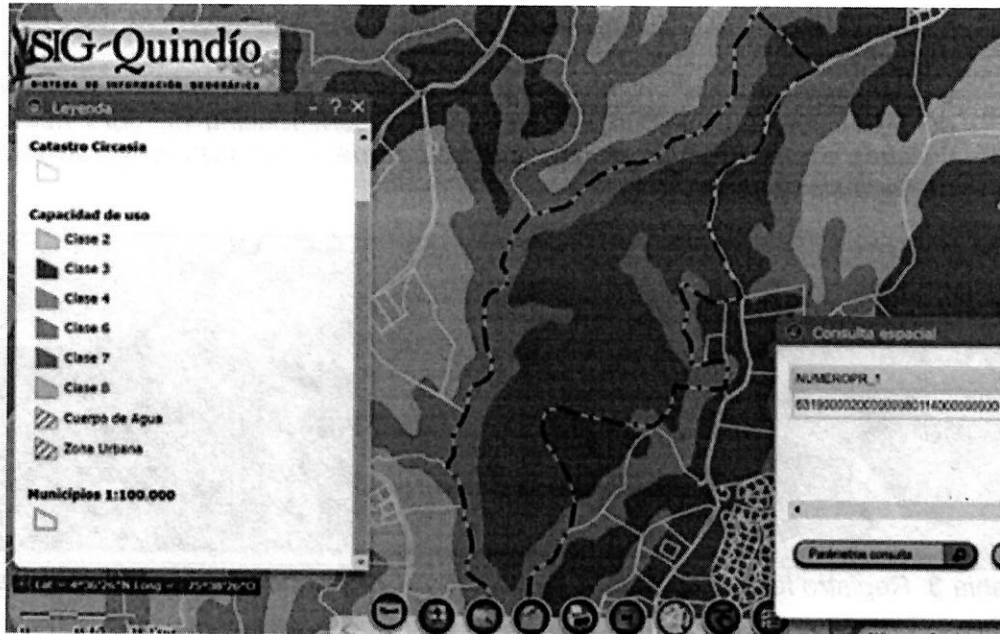 SIG-Quindío
SISTEMA DE INFORMACIÓN GEOGRÁFICA
Leyenda - ? X
Catastro Circasia
Capacidad de uso
Clase 2
Clase 3
Clase 4
Clase 6
Clase 7
Clase 8
Cuerpo de Agua
Zona Urbana
Municipios 1:100.000
Consulta espacial
NUMEROPR_1
Parámetros consulta
Lat
Long